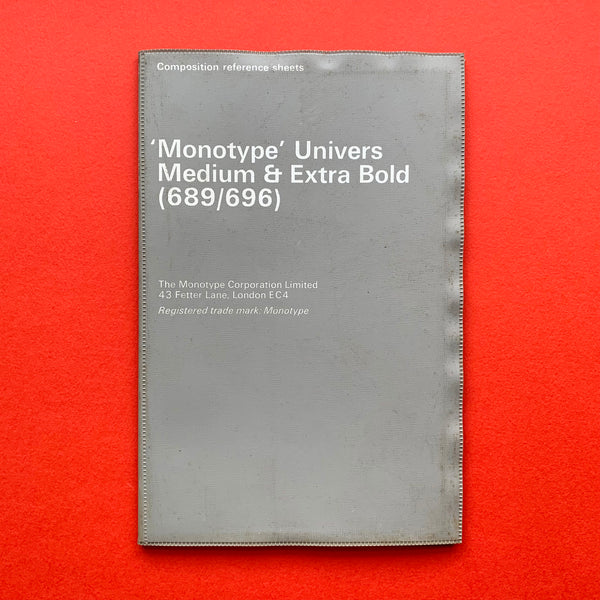 Composition reference sheets
‘Monotype’ Univers
Medium & Extra Bold
(689/696)
The Monotype Corporation Limited
43 Fetter Lane, London EC4
Registered trade mark: Monotype